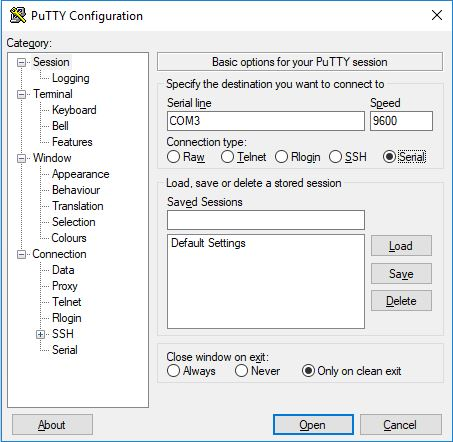 PuTTY Configuration
Category:
Session
Logging
Terminal
Keyboard
Bell
Features
Window
Appearance
Behaviour
Translation
Selection
Colours
Connection
Data
Proxy
Telnet
Rlogin
SSH
Serial
Basic options for your PuTTY session
Specify the destination you want to connect to
Serial line Speed
COM3 9600
Connection type:
Raw Telnet Rlogin SSH Serial
Load, save or delete a stored session
Saved Sessions
Default Settings
Load
Save
Delete
Close window on exit:
Always Never Only on clean exit
About Open Cancel